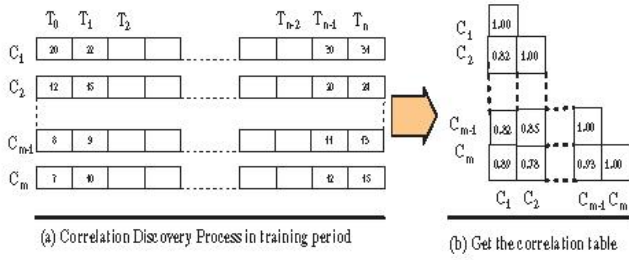 T0 T1 T2 Tn-2 Tn-1 Tn
C1 20 22 30 34
C2 12 15 20 24
Cm-1 8 9 11 13
Cm 7 10 12 15
(a) Correlation Discovery Process in training period
C1 1.00
C2 0.82 1.00
Cm-1 0.82 0.85 1.00
Cm 0.89 0.78 0.93 1.00
C1 C2 Cm-1 Cm
(b) Get the correlation table